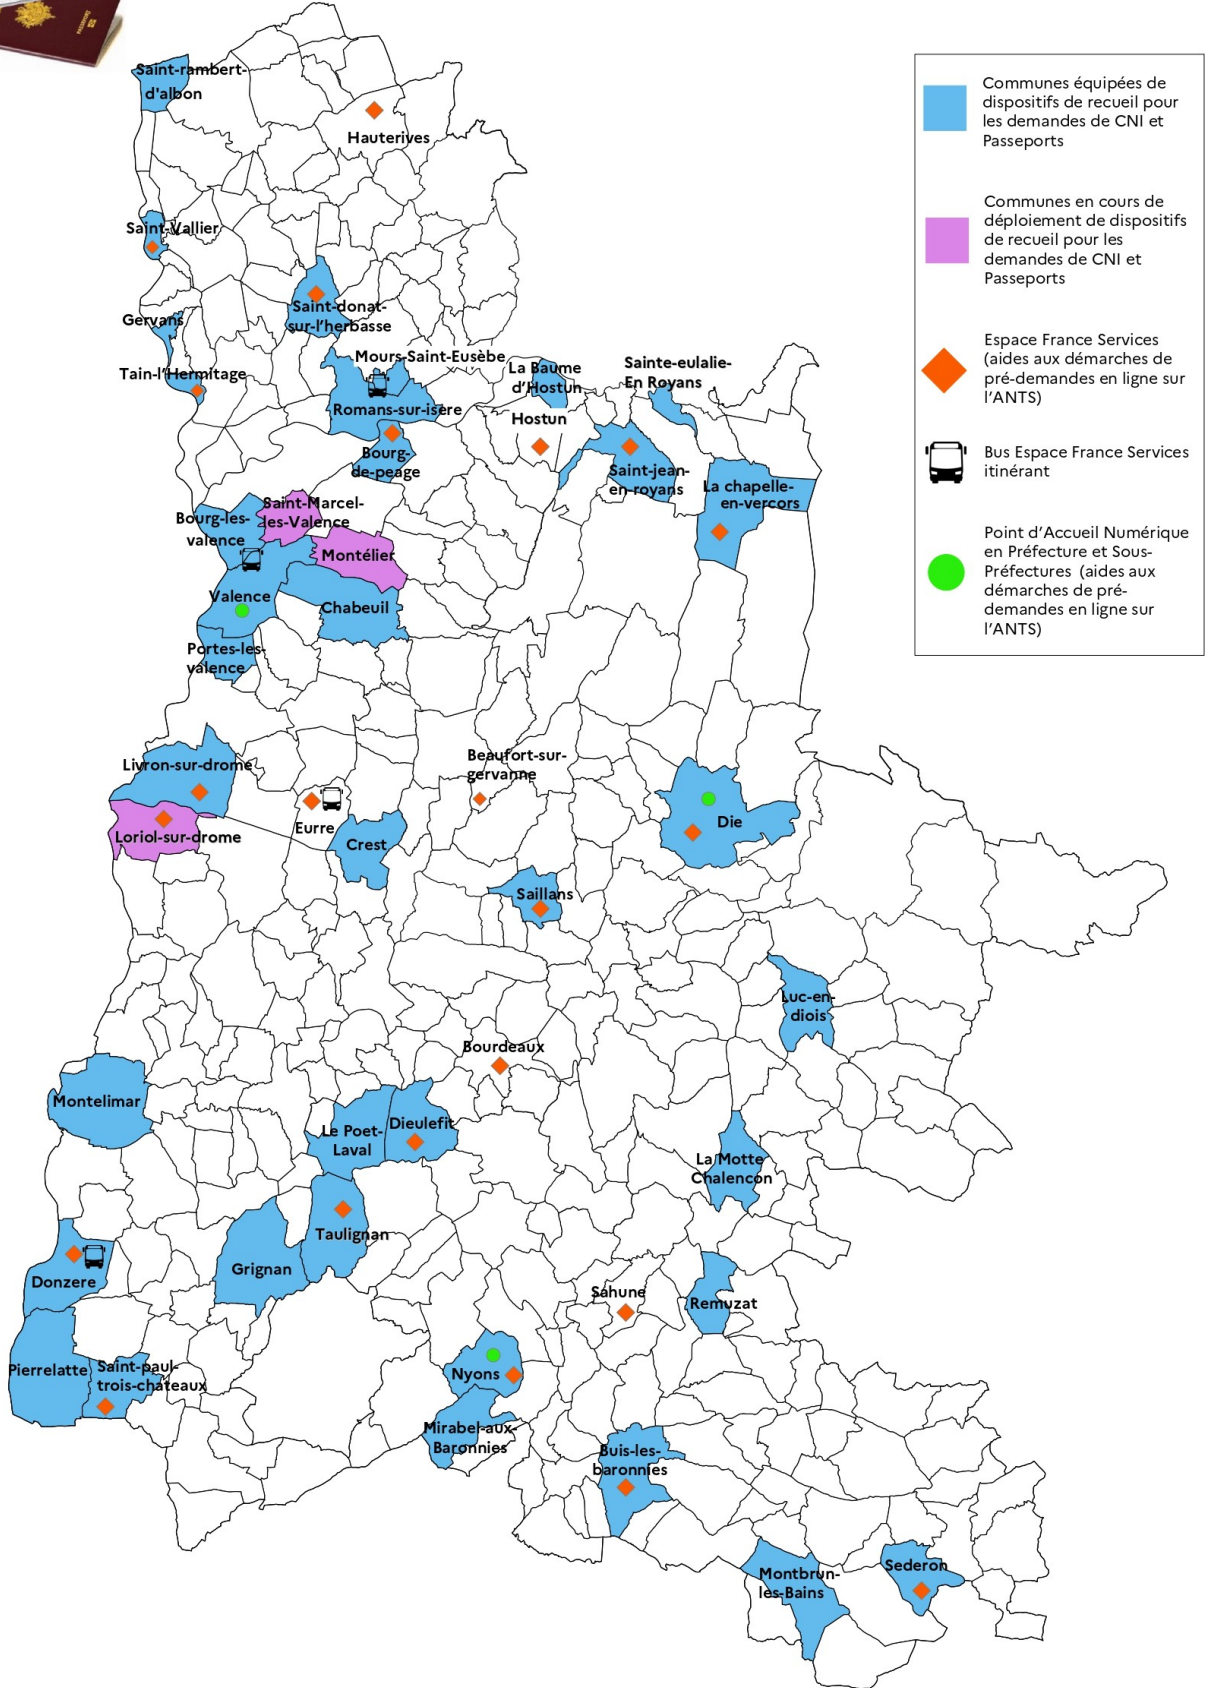 Saint-rambert-
d'albon
Hauterives
Saint-Vallier
Saint-donat-
sur-l'herbasse
Gervans
Tain-l'Hermitage
Mours-Saint-Eusèbe
Romans-sur-isère
La Baume
d'Hostun
Sainte-eulalie-
En Royans
Hostun
Bourg-
de-peage
Saint-jean-
en-royans
La chapelle-
en-vercors
Saint-Marcel-
les-Valence
Bourg-les-
valence
Montélier
Valence
Chabeuil
Portes-les-
valence
Livron-sur-drome
Loriol-sur-drome
Eurre
Crest
Beaufort-sur-
gervanne
Die
Saillans
Luc-en-
diois
Bourdeaux
Montelimar
Le Poet-
Laval
Dieulefit
La Motte
Chalencon
Taulignan
Grignan
Donzere
Sahune
Remuzat
Pierrelatte
Saint-paul-
trois-chateaux
Nyons
Mirabel-aux-
Baronnies
Buis-les-
baronnies
Montbrun-
les-Bains
Sederon
Communes équipées de
dispositifs de recueil pour
les demandes de CNI et
Passeports
Communes en cours de
déploiement de dispositifs
de recueil pour les
demandes de CNI et
Passeports
Espace France Services
(aides aux démarches de
pré-demandes en ligne sur
l'ANTS)
Bus Espace France Services
itinérant
Point d'Accueil Numérique
en Préfecture et Sous-
Préfectures (aides aux
démarches de pré-
demandes en ligne sur
l'ANTS)